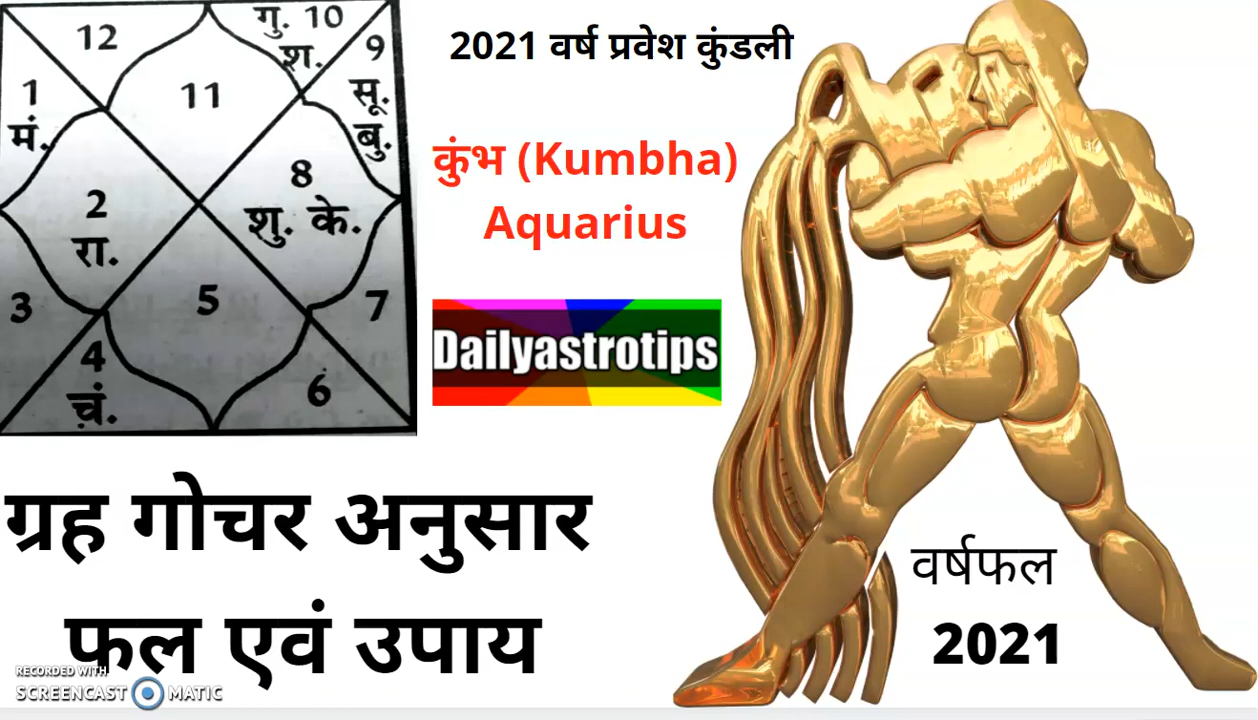 12
गु. 10
श.
9
सू.
बु.
1
मं.
11
8
शु. के.
2
रा.
3
5
7
4
चं.
6
2021 वर्ष प्रवेश कुंडली
कुंभ (Kumbha)
Aquarius
Dailyastrotips
ग्रह गोचर अनुसार
फल एवं उपाय
वर्षफल
2021
RECORDED WITH
SCREENCAST MATIC